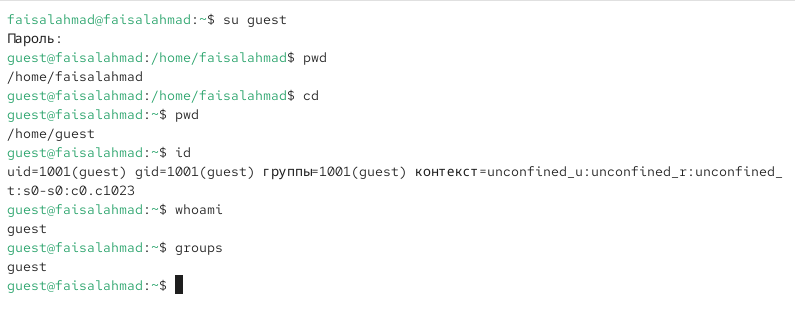 faisalahmad@faisalahmad:~$ su guest
Пароль:
guest@faisalahmad:/home/faisalahmad$ pwd
/home/faisalahmad
guest@faisalahmad:/home/faisalahmad$ cd
guest@faisalahmad:~$ pwd
/home/guest
guest@faisalahmad:~$ id
uid=1001(guest) gid=1001(guest) группы=1001(guest) контекст=unconfined_u:unconfined_r:unconfined_
t:s0-s0:c0.c1023
guest@faisalahmad:~$ whoami
guest
guest@faisalahmad:~$ groups
guest
guest@faisalahmad:~$